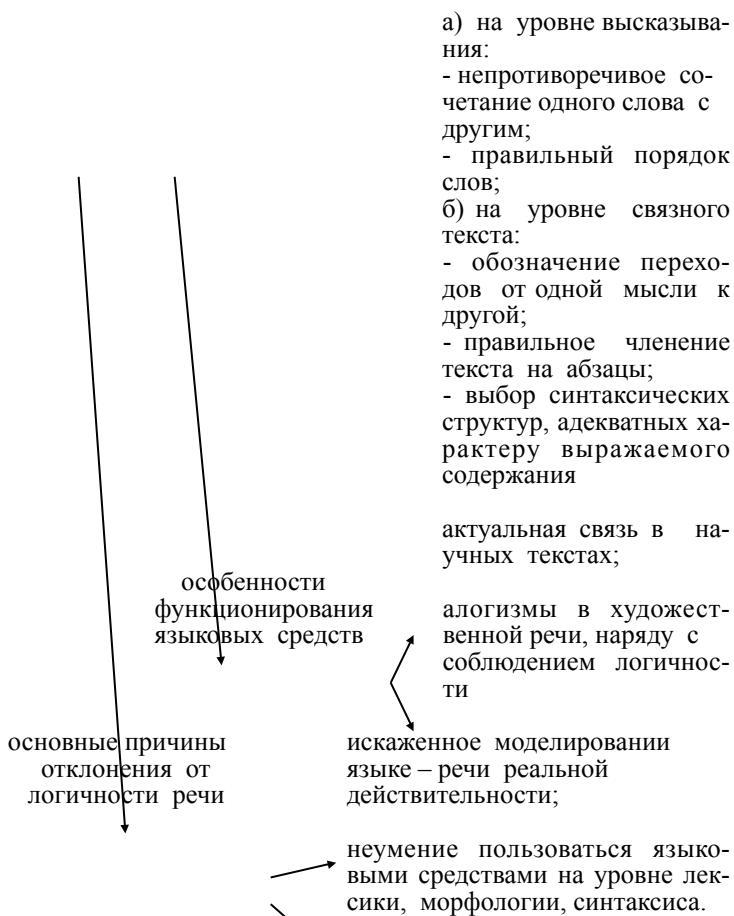 а) на уровне высказыва-
ния:
- непротиворечивое со-
четание одного слова с
другим;
- правильный порядок
слов;
б) на уровне связного
текста:
- обозначение перехо-
дов от одной мысли к
другой;
- правильное членение
текста на абзацы;
- выбор синтаксических
структур, адекватных ха-
рактеру выражаемого
содержания
актуальная связь в на-
учных текстах;
особенности
функционирования
языковых средств
алогизмы в художест-
венной речи, наряду с
соблюдением логичнос-
ти
основные причины
отклонения от
логичности речи
искаженное моделировании
языке – речи реальной
действительности;
неумение пользоваться языко-
выми средствами на уровне лек-
сики, морфологии, синтаксиса.